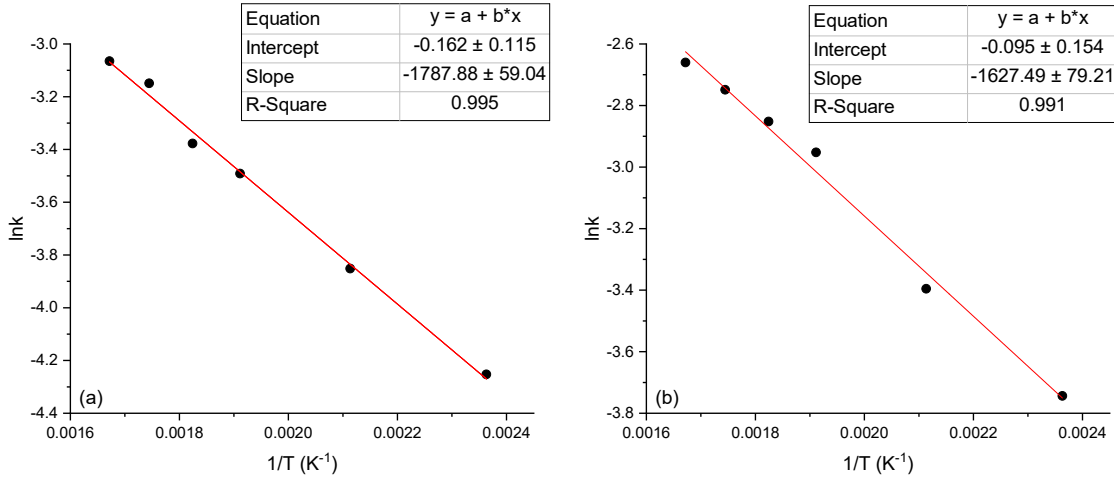 Equation y = a + b*x
Intercept -0.162 ± 0.115
Slope -1787.88 ± 59.04
R-Square 0.995
-3.0
-3.2
-3.4
-3.6
-3.8
-4.0
-4.2
-4.4
lnk
(a)
0.0016 0.0018 0.0020 0.0022 0.0024
1/T (K⁻¹)
Equation y = a + b*x
Intercept -0.095 ± 0.154
Slope -1627.49 ± 79.21
R-Square 0.991
-2.6
-2.8
-3.0
-3.2
-3.4
-3.6
-3.8
lnk
(b)
0.0016 0.0018 0.0020 0.0022 0.0024
1/T (K⁻¹)